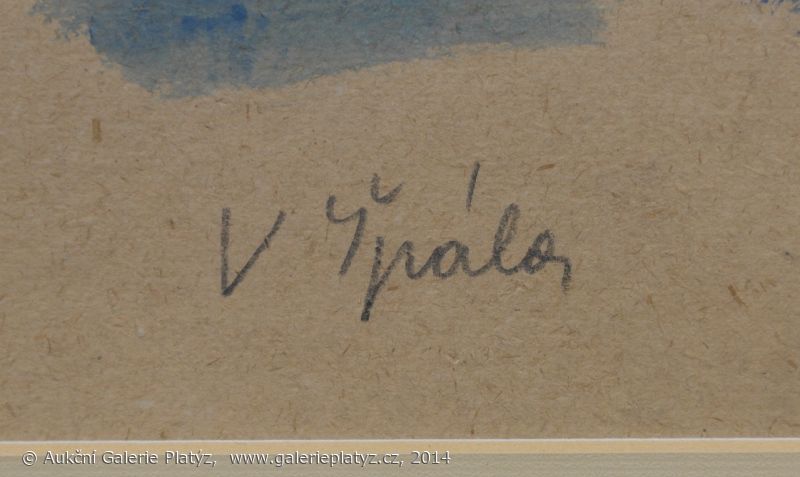 V Špála
© Aukční Galerie Platýz, www.galerieplatyz.cz, 2014